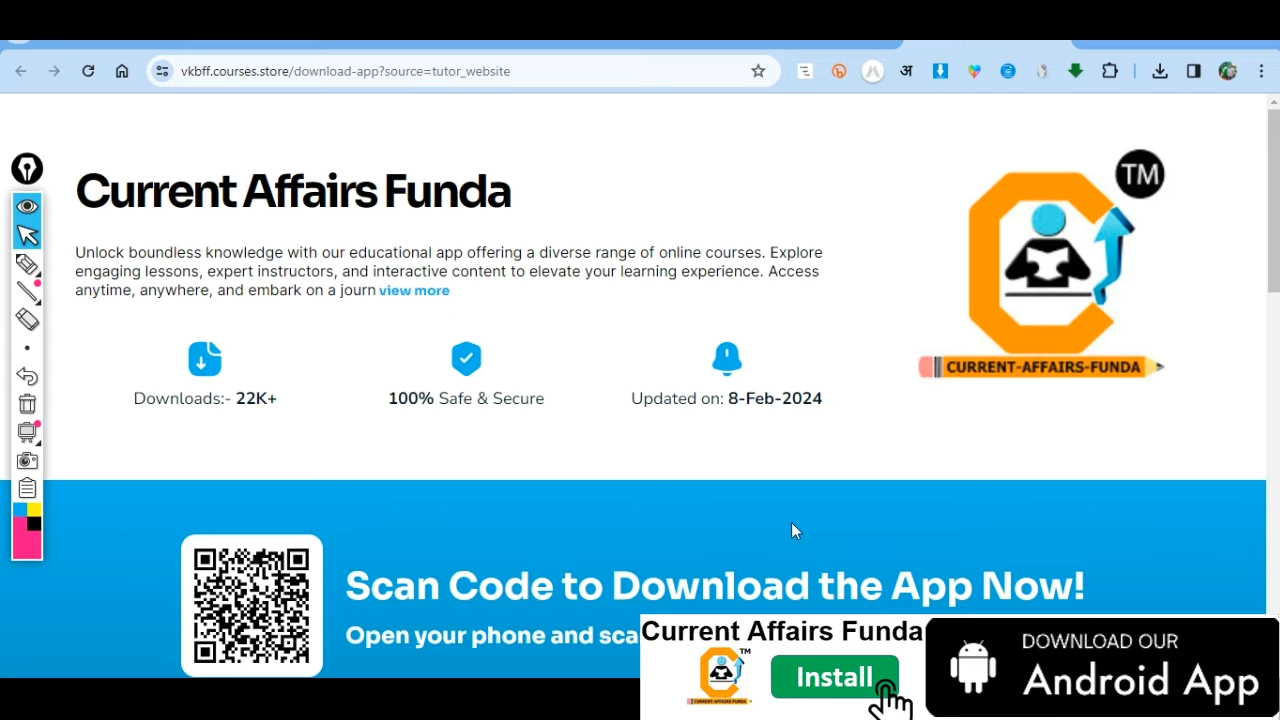 vkbff.courses.store/download-app?source=tutor_website
अ
Current Affairs Funda
TM
Unlock boundless knowledge with our educational app offering a diverse range of online courses. Explore
engaging lessons, expert instructors, and interactive content to elevate your learning experience. Access
anytime, anywhere, and embark on a journ view more
CURRENT-AFFAIRS-FUNDA
Downloads:- 22K+
100% Safe & Secure
Updated on: 8-Feb-2024
Scan Code to Download the App Now!
Open your phone and sca
Current Affairs Funda
TM
Install
CURRENT-AFFAIRS-FUNDA
DOWNLOAD OUR
Android App